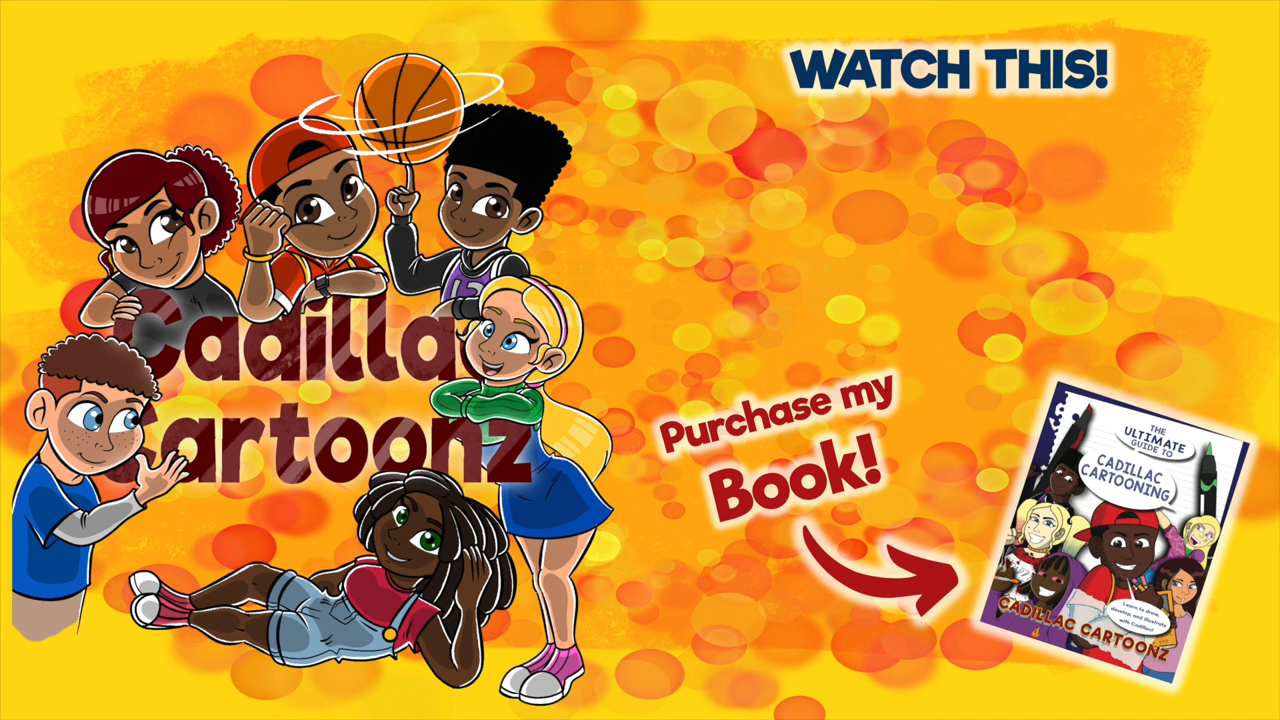 WATCH THIS!
Cadillac
Cartoonz
Purchase my
Book!
THE
ULTIMATE
GUIDE TO
CADILLAC
CARTOONING
Learn to draw,
develop, and illustrate
with Cadillac!
CADILLAC CARTOONZ